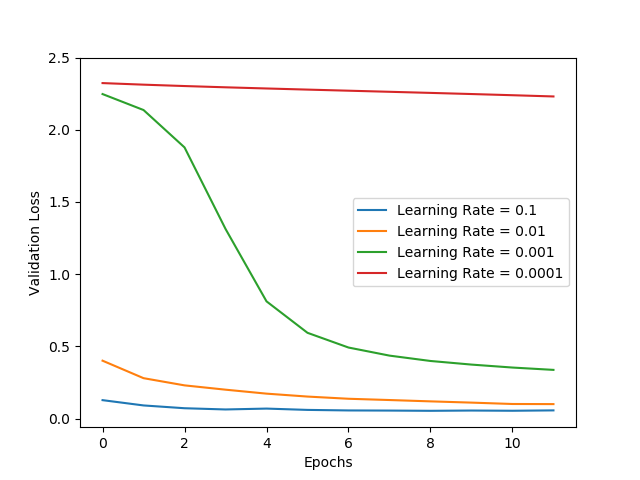 2.5
2.0
1.5
1.0
0.5
0.0
Validation Loss
Learning Rate = 0.1
Learning Rate = 0.01
Learning Rate = 0.001
Learning Rate = 0.0001
0 2 4 6 8 10
Epochs